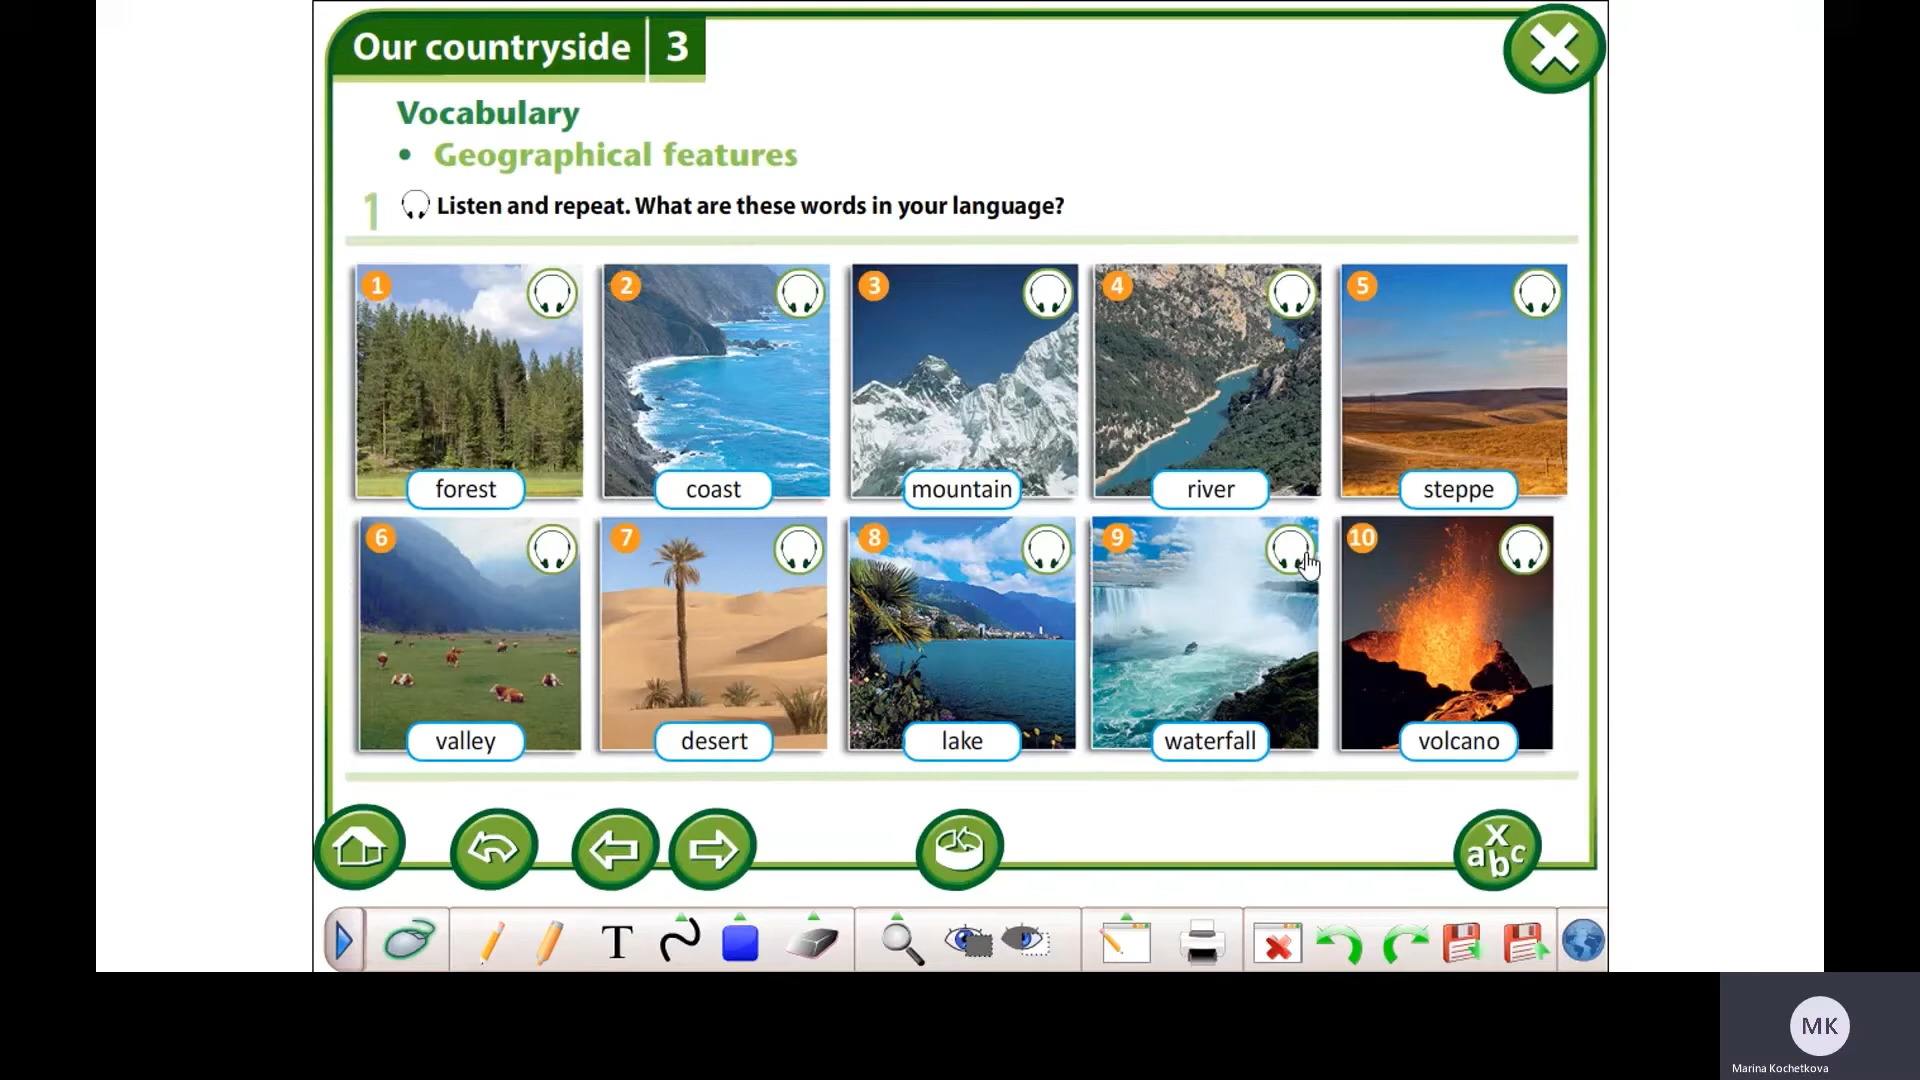 Our countryside 3
Vocabulary
• Geographical features
1 Listen and repeat. What are these words in your language?
1 2 3 4 5
forest coast mountain river steppe
6 7 8 9 10
valley desert lake waterfall volcano
x
abc
T
MK
Marina Kochetkova